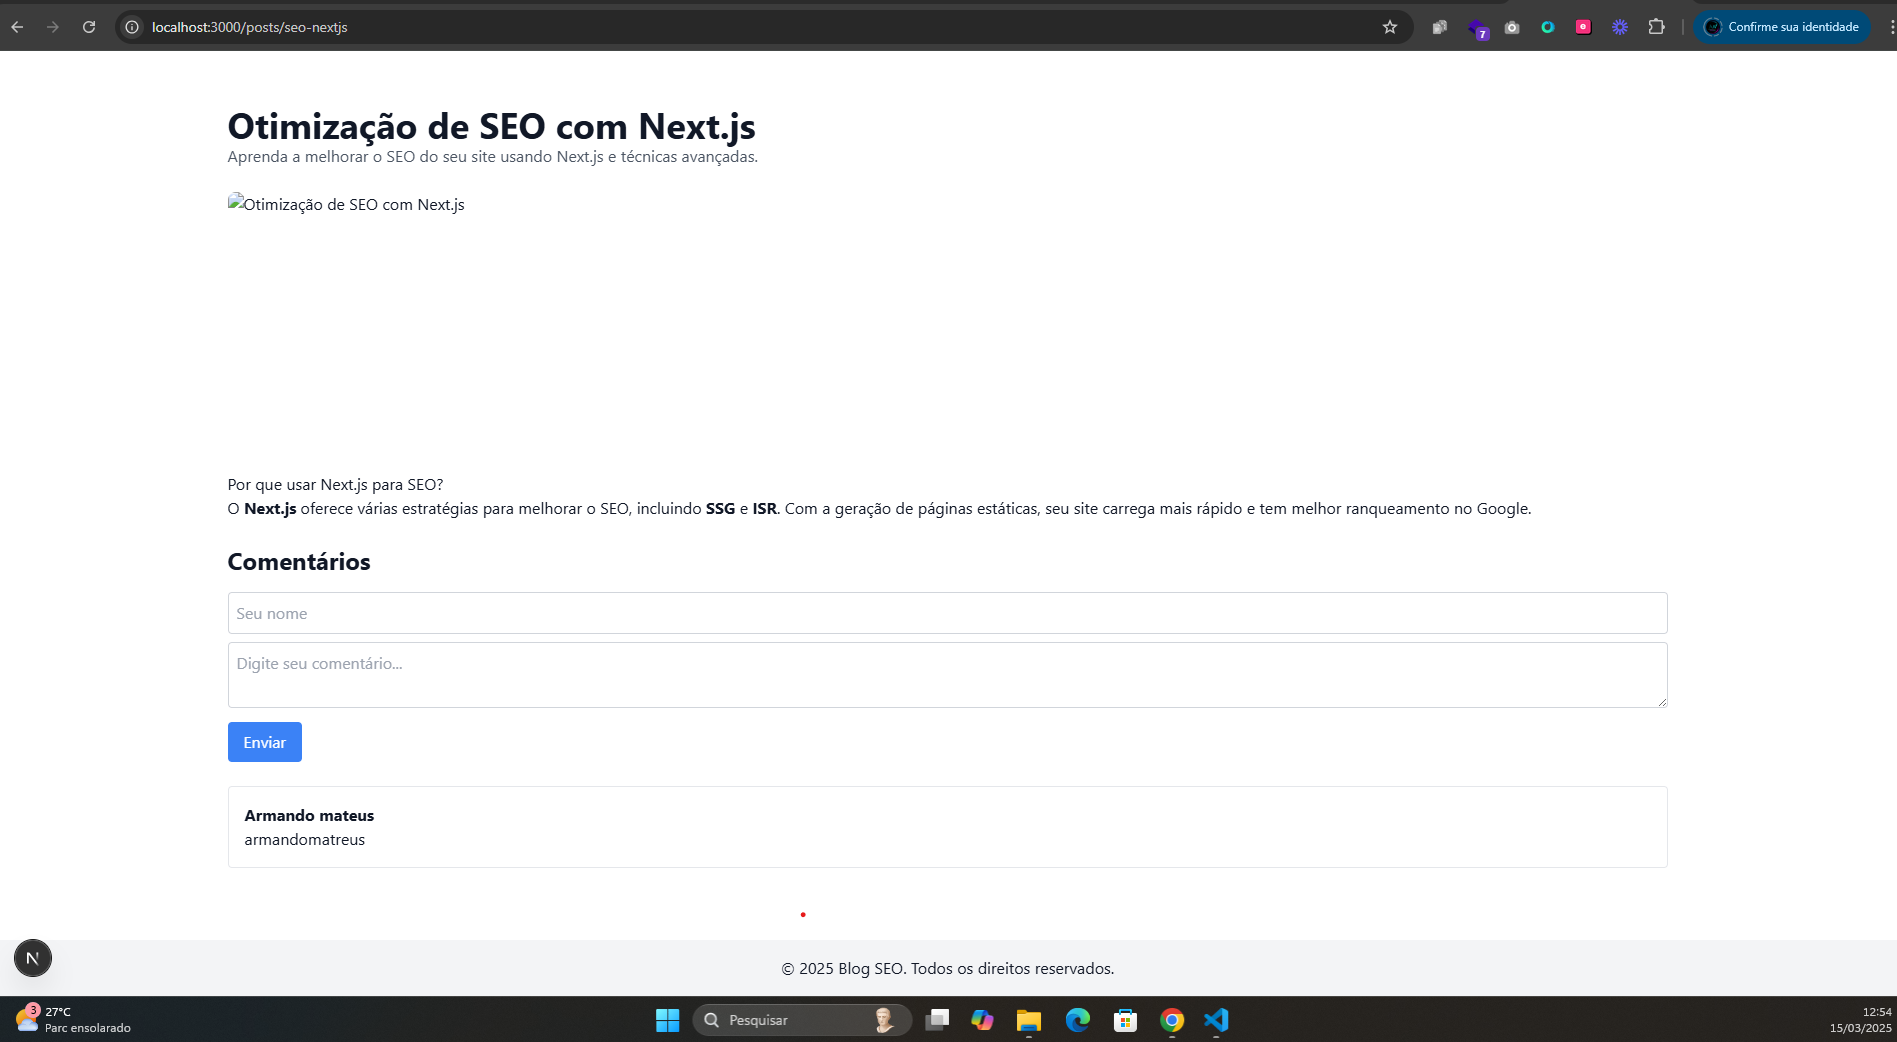 localhost:3000/posts/seo-nextjs
7
Confirme sua identidade
Otimização de SEO com Next.js
Aprenda a melhorar o SEO do seu site usando Next.js e técnicas avançadas.
Otimização de SEO com Next.js
Por que usar Next.js para SEO?
O Next.js oferece várias estratégias para melhorar o SEO, incluindo SSG e ISR. Com a geração de páginas estáticas, seu site carrega mais rápido e tem melhor ranqueamento no Google.
Comentários
Seu nome
Digite seu comentário...
Enviar
Armando mateus
armandomatreus
N
© 2025 Blog SEO. Todos os direitos reservados.
3
27°C
Parc ensolarado
Pesquisar
12:54
15/03/2025